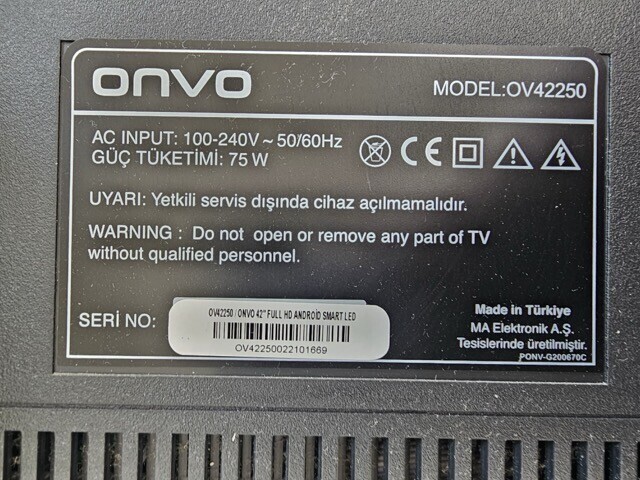 onvo
MODEL:OV42250
AC INPUT: 100-240V ~ 50/60Hz
GÜÇ TÜKETİMİ: 75 W
CE
UYARI: Yetkili servis dışında cihaz açılmamalıdır.
WARNING : Do not open or remove any part of TV
without qualified personnel.
SERİ NO:
OV42250 / ONVO 42" FULL HD ANDROİD SMART LED
OV42250022101669
Made in Türkiye
MA Elektronik A.Ş.
Tesislerinde üretilmiştir.
PONV-G200670C